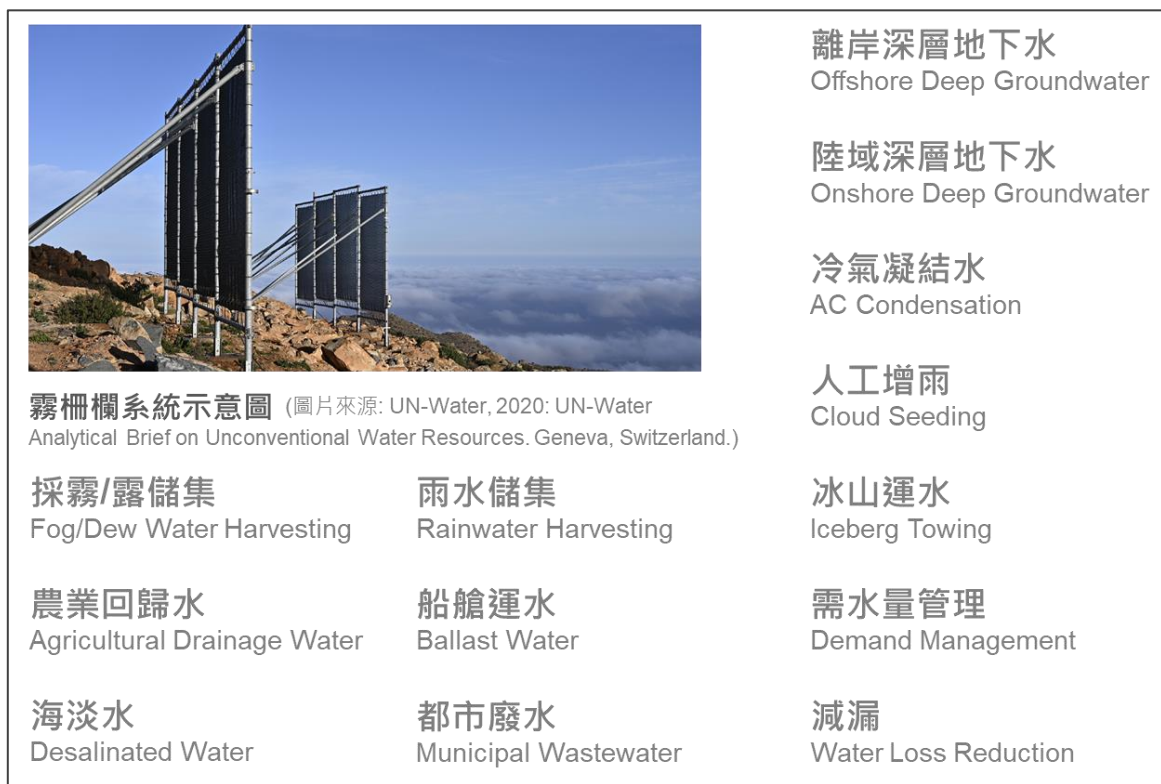 霧柵欄系統示意圖 (圖片來源: UN-Water, 2020: UN-Water
Analytical Brief on Unconventional Water Resources. Geneva, Switzerland.)
採霧/露儲集
Fog/Dew Water Harvesting
農業回歸水
Agricultural Drainage Water
海淡水
Desalinated Water
雨水儲集
Rainwater Harvesting
船艙運水
Ballast Water
都市廢水
Municipal Wastewater
離岸深層地下水
Offshore Deep Groundwater
陸域深層地下水
Onshore Deep Groundwater
冷氣凝結水
AC Condensation
人工增雨
Cloud Seeding
冰山運水
Iceberg Towing
需水量管理
Demand Management
減漏
Water Loss Reduction